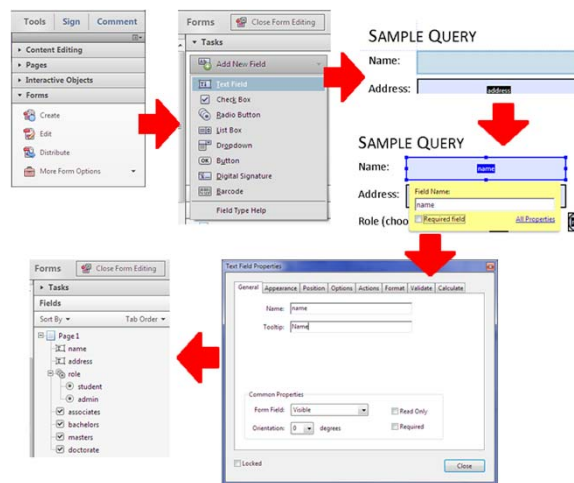 Tools Sign Comment
Content Editing
Pages
Interactive Objects
Forms
Create
Edit
Distribute
More Form Options
Forms Close Form Editing
Tasks
Add New Field
Text Field
Check Box
Radio Button
List Box
Dropdown
OK Button
Digital Signature
Barcode
Field Type Help
SAMPLE QUERY
Name:
Address: address
SAMPLE QUERY
Name: name
Address:
Field Name:
name
Required field All Properties
Role (choo
Text Field Properties
General Appearance Position Options Actions Format Validate Calculate
Name: name
Tooltip: Name
Common Properties
Form Field: Visible Read Only
Orientation: 0 degrees Required
Locked Close
Forms Close Form Editing
Tasks
Fields
Sort By Tab Order
Page 1
name
address
role
student
admin
associates
bachelors
masters
doctorate